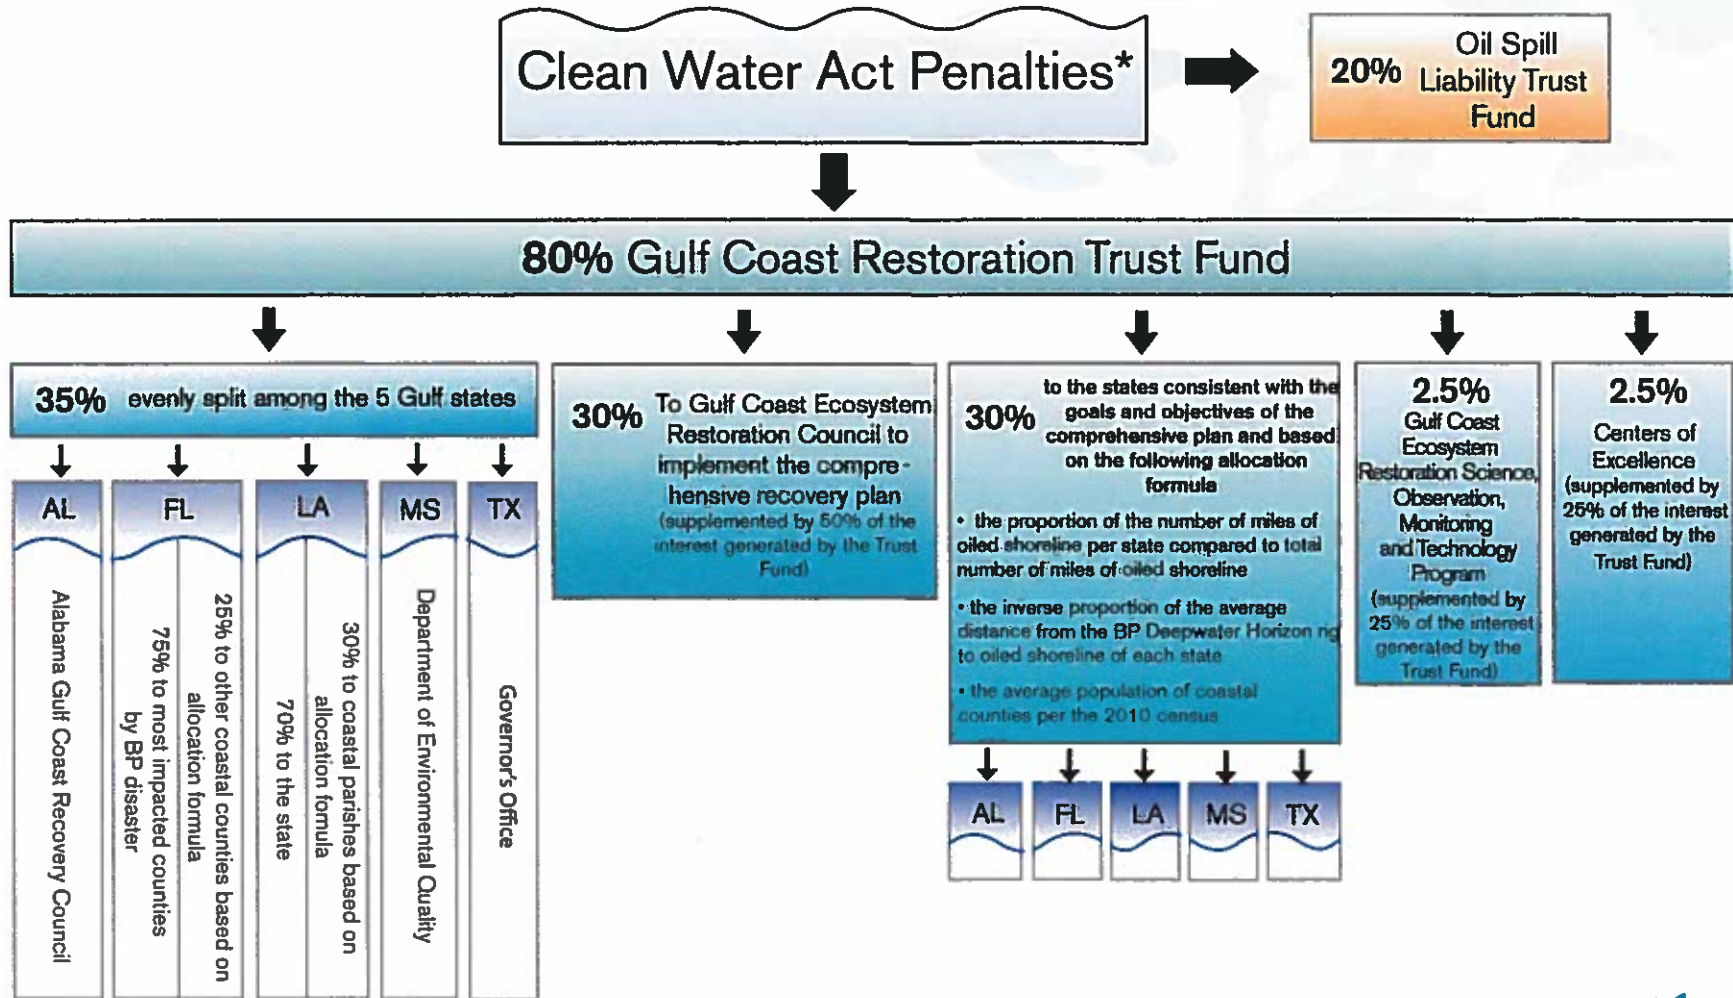 Clean Water Act Penalties*
20%
Oil Spill
Liability Trust
Fund
80% Gulf Coast Restoration Trust Fund
35% evenly split among the 5 Gulf states
AL
Alabama Gulf Coast Recovery Council
FL
25% to other coastal counties based on
allocation formula
75% to most impacted counties
by BP disaster
LA
30% to coastal parishes based on
allocation formula
70% to the state
MS
Department of Environmental Quality
TX
Governor's Office
30% To Gulf Coast Ecosystem
Restoration Council to
implement the compre-
hensive recovery plan
(supplemented by 50% of the
interest generated by the Trust
Fund)
30%
to the states consistent with the
goals and objectives of the
comprehensive plan and based
on the following allocation
formula
• the proportion of the number of miles of
oiled shoreline per state compared to total
number of miles of oiled shoreline
• the inverse proportion of the average
distance from the BP Deepwater Horizon rig
to oiled shoreline of each state
• the average population of coastal
counties per the 2010 census
AL
FL
LA
MS
TX
2.5%
Gulf Coast
Ecosystem
Restoration Science,
Observation,
Monitoring
and Technology
Program
(supplemented by
25% of the interest
generated by the
Trust Fund)
2.5%
Centers of
Excellence
(supplemented by
25% of the interest
generated by the
Trust Fund)